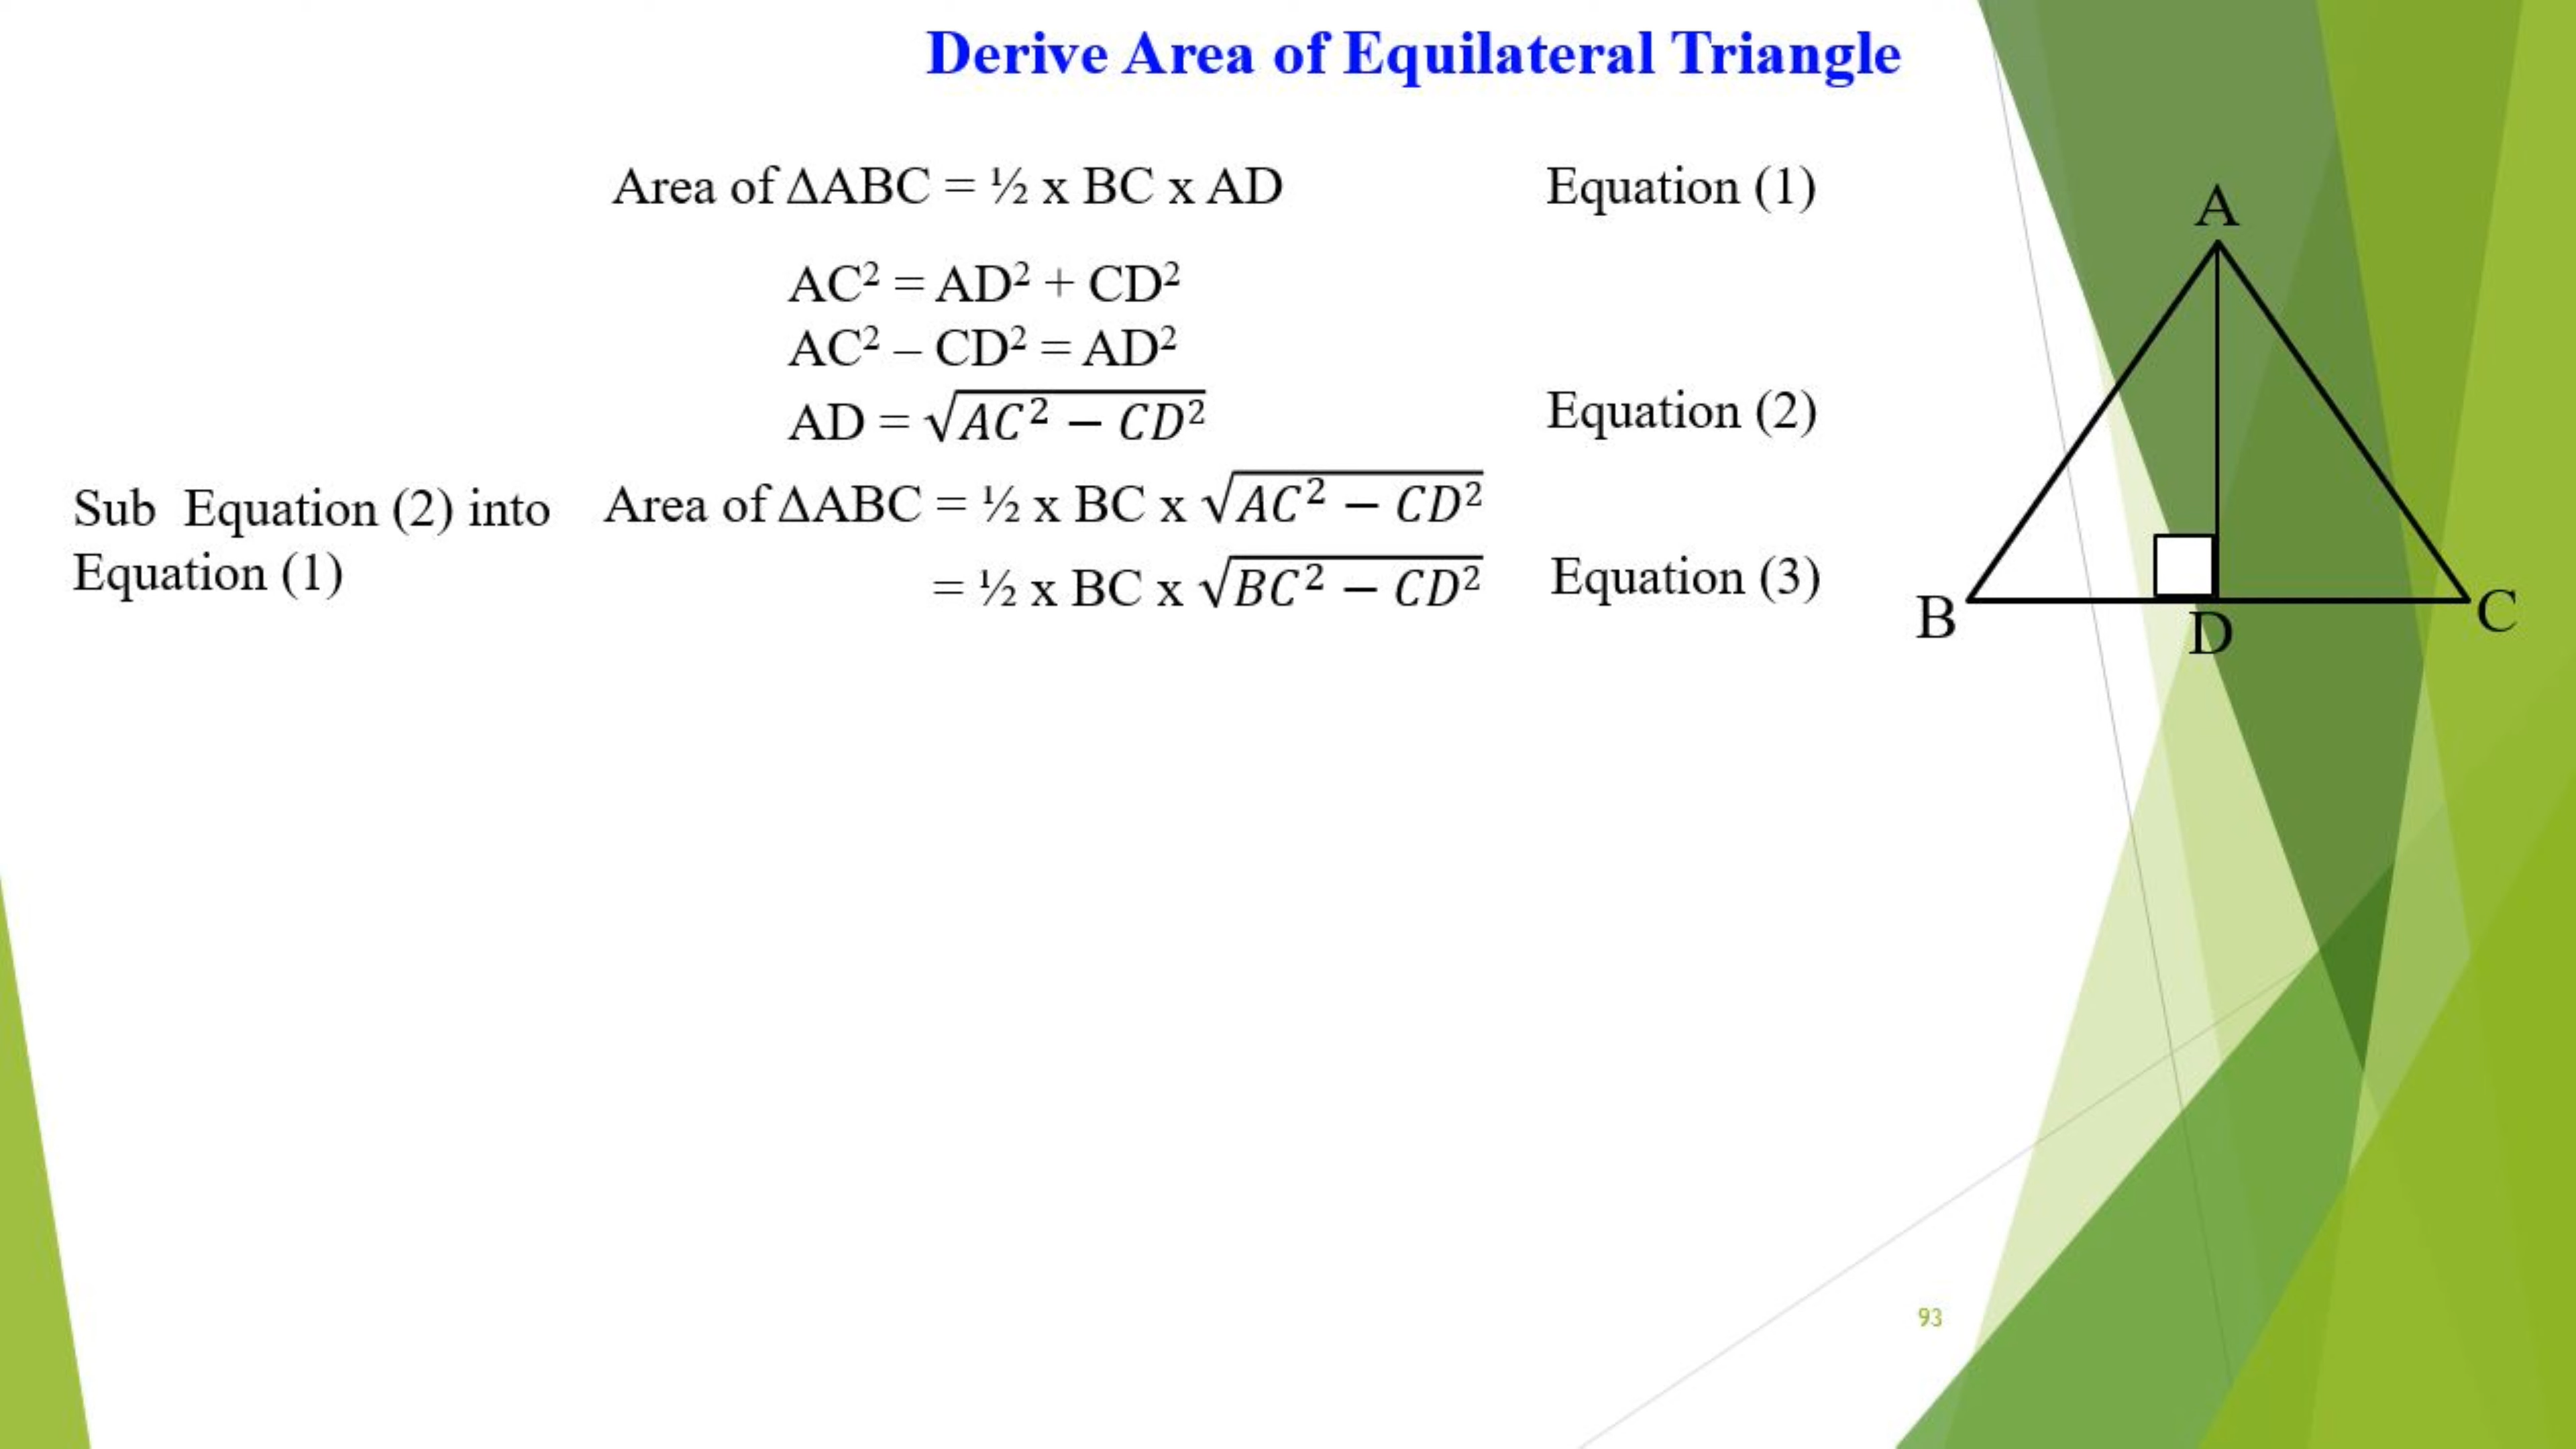 Derive Area of Equilateral Triangle
Area of ΔABC = ½ x BC x AD Equation (1)
AC² = AD² + CD²
AC² – CD² = AD²
AD = √AC² − CD² Equation (2)
Sub Equation (2) into Area of ΔABC = ½ x BC x √AC² − CD²
Equation (1) = ½ x BC x √BC² − CD² Equation (3)
A
B
D
C
93